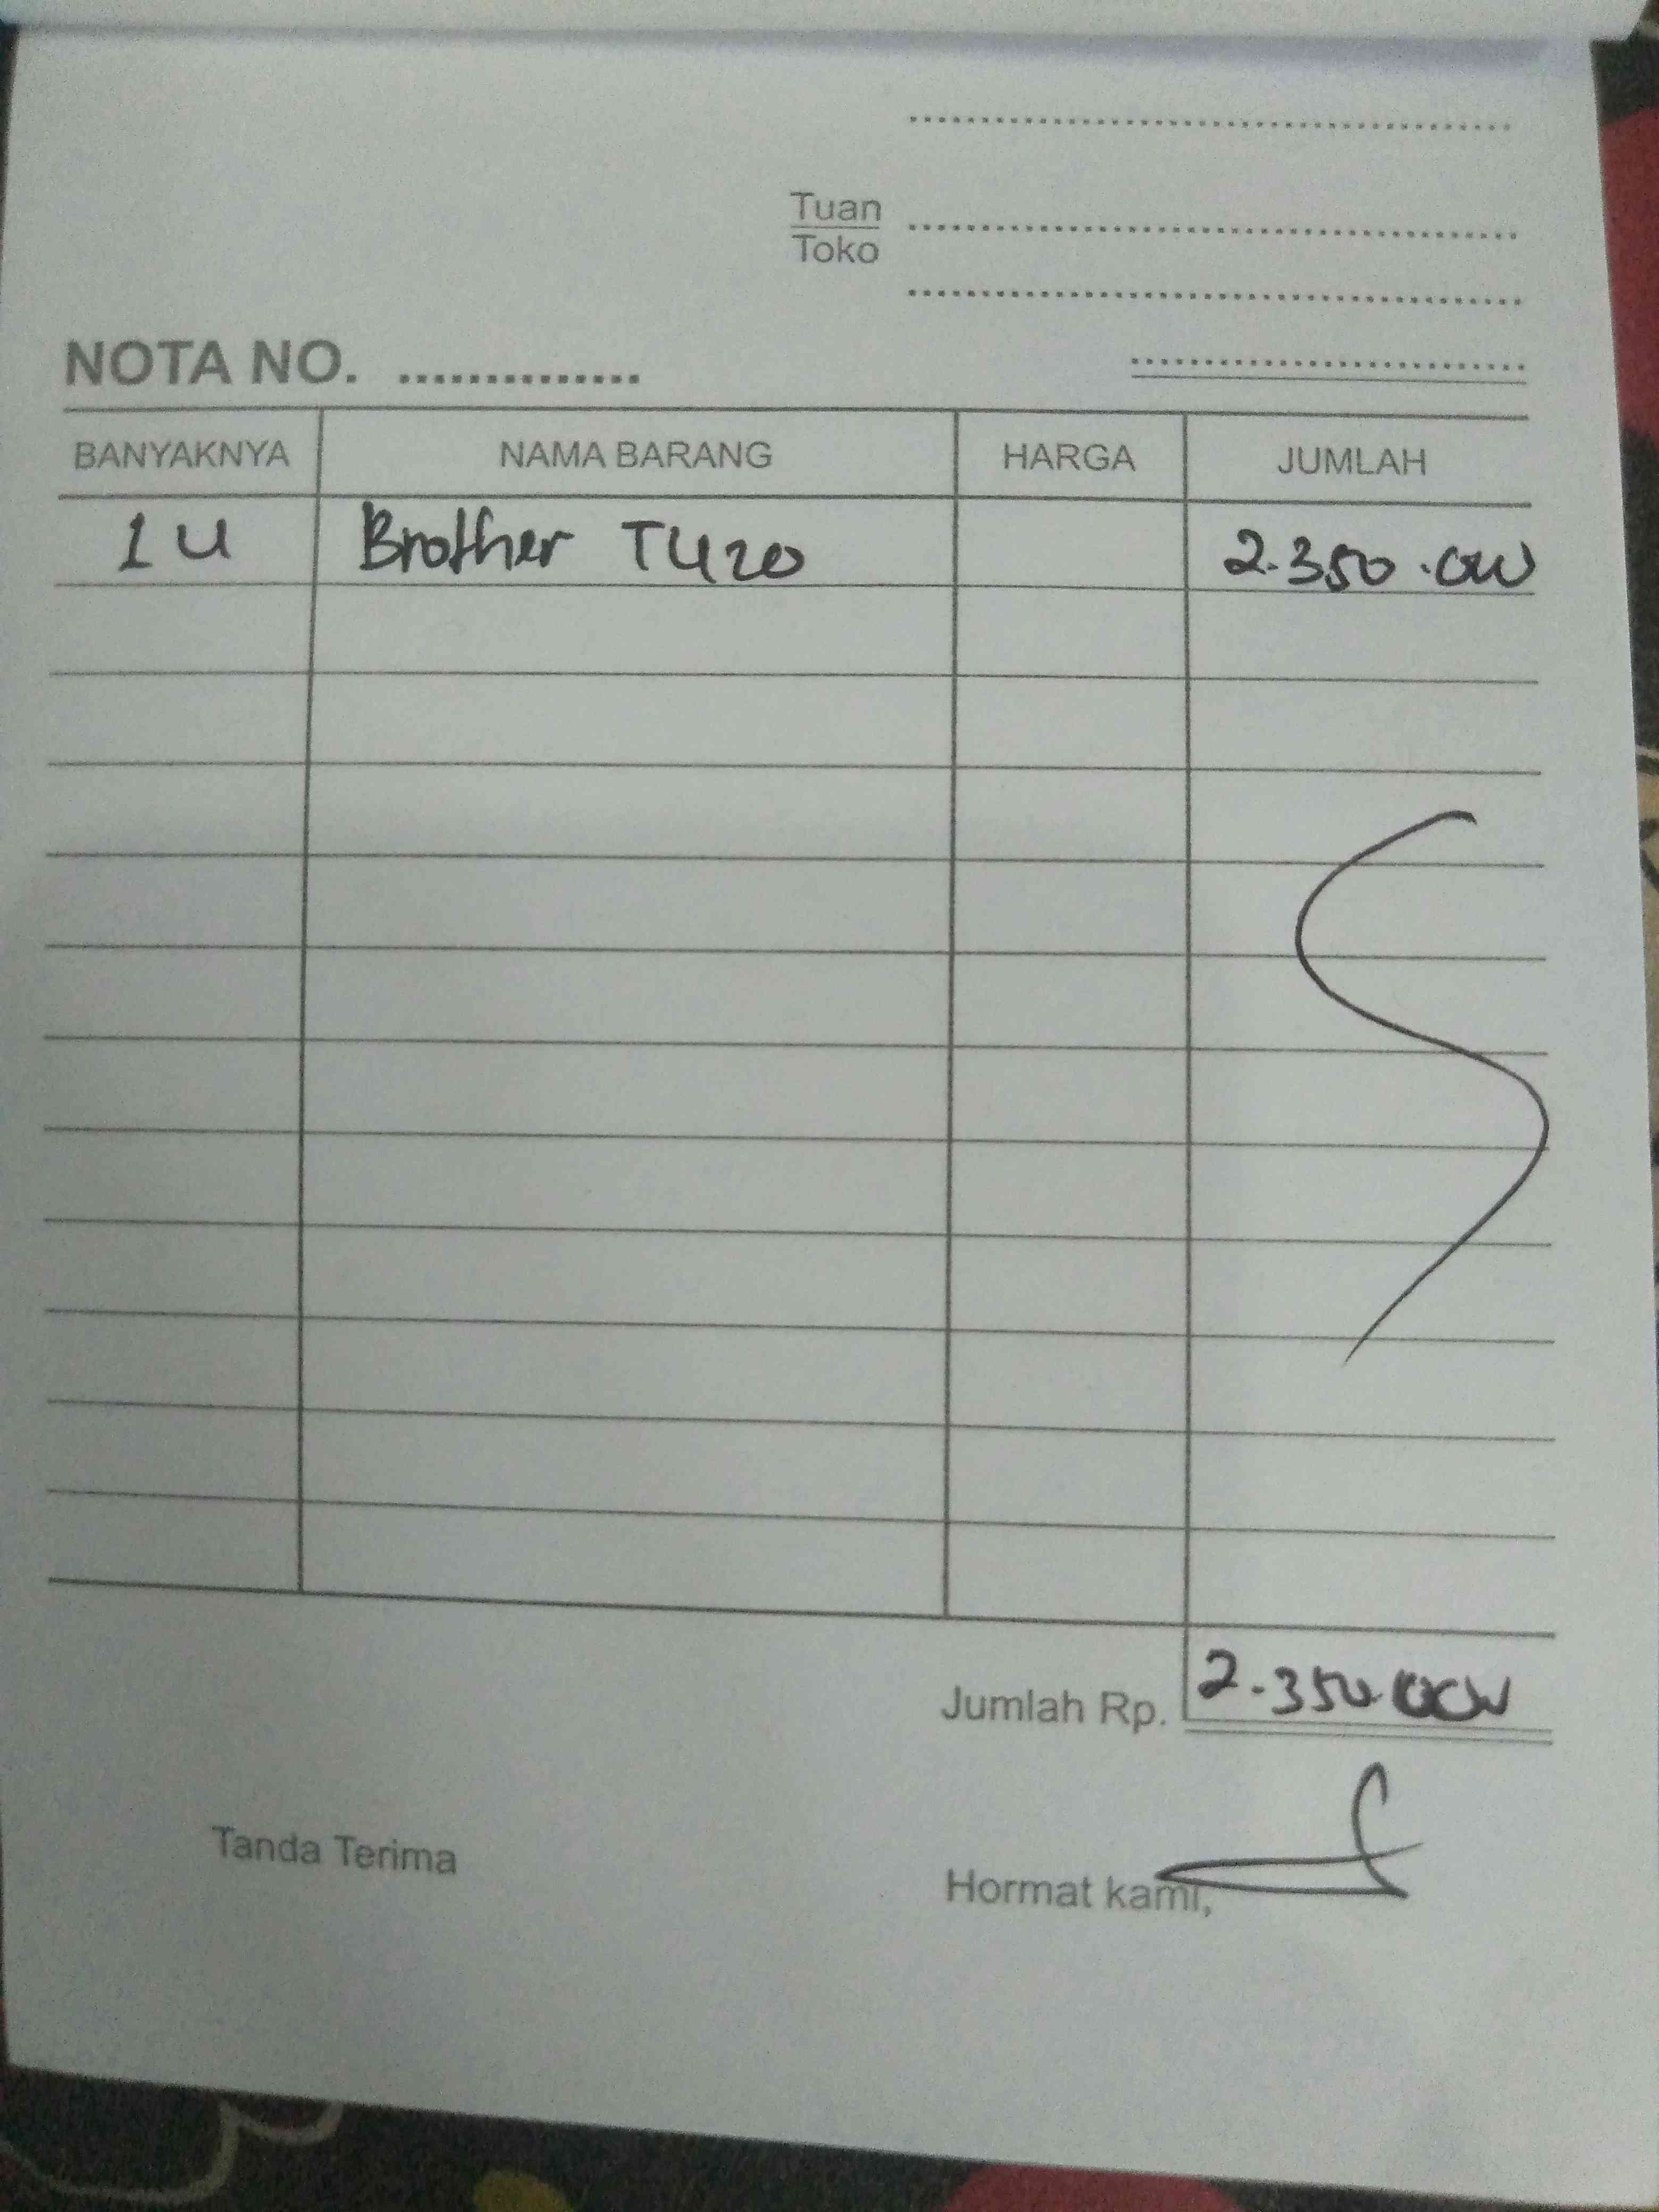 Tuan
Toko
NOTA NO. ..............
BANYAKNYA NAMA BARANG HARGA JUMLAH
1 U Brother T420 2.350.000
Jumlah Rp. 2.350.000
Tanda Terima
Hormat kami,